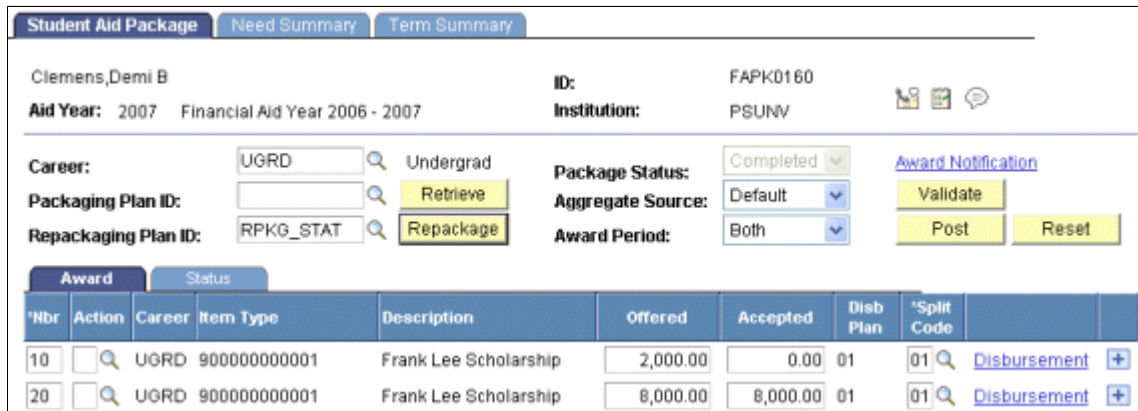 Student Aid Package Need Summary Term Summary
Clemens,Demi B ID: FAPK0160
Aid Year: 2007 Financial Aid Year 2006 - 2007 Institution: PSUNV
Career: UGRD Undergrad Package Status: Completed Award Notification
Packaging Plan ID: Retrieve Aggregate Source: Default Validate
Repackaging Plan ID: RPKG_STAT Repackage Award Period: Both Post Reset
Award Status
*Nbr Action Career Item Type Description Offered Accepted Disb Plan *Split Code
10 UGRD 900000000001 Frank Lee Scholarship 2,000.00 0.00 01 01 Disbursement
20 UGRD 900000000001 Frank Lee Scholarship 8,000.00 8,000.00 01 01 Disbursement